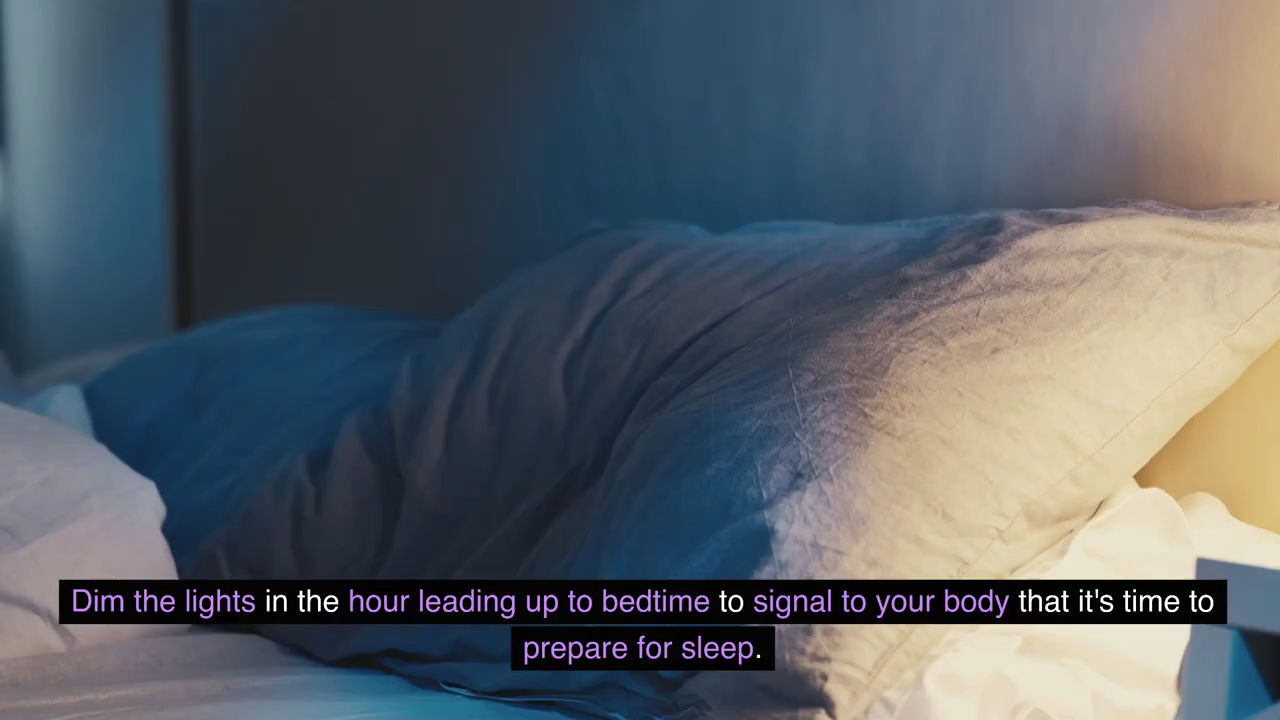 Dim the lights in the hour leading up to bedtime to signal to your body that it's time to
prepare for sleep.